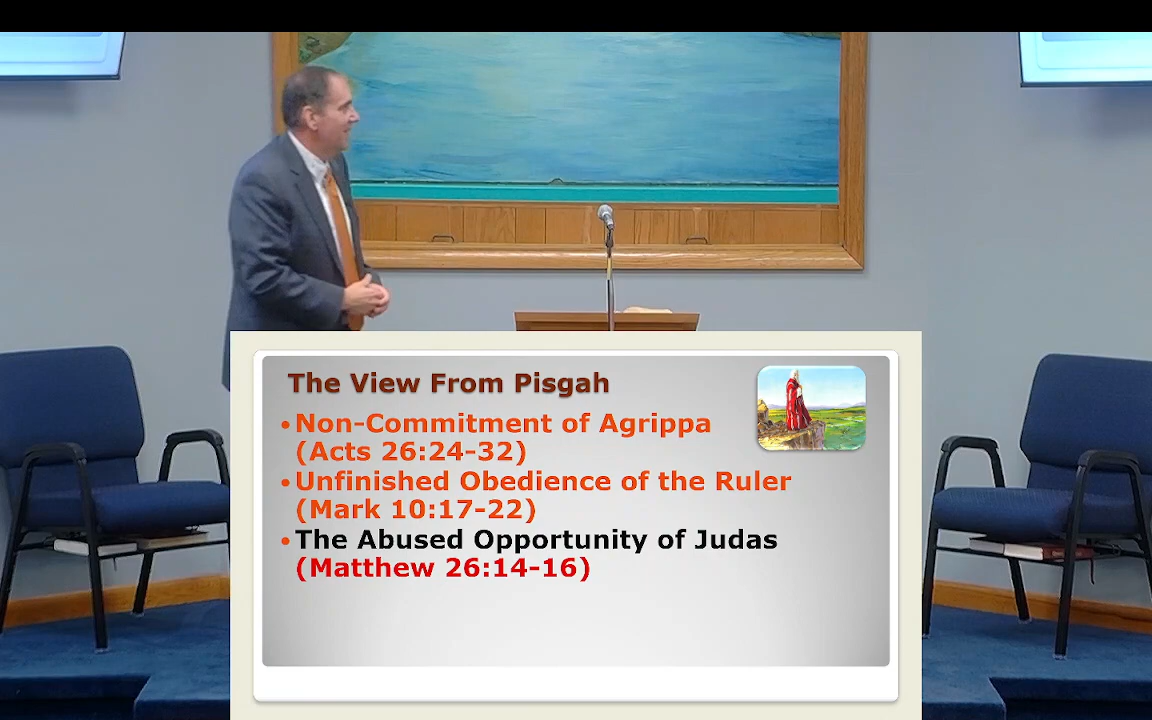 The View From Pisgah
•Non-Commitment of Agrippa
(Acts 26:24-32)
•Unfinished Obedience of the Ruler
(Mark 10:17-22)
•The Abused Opportunity of Judas
(Matthew 26:14-16)